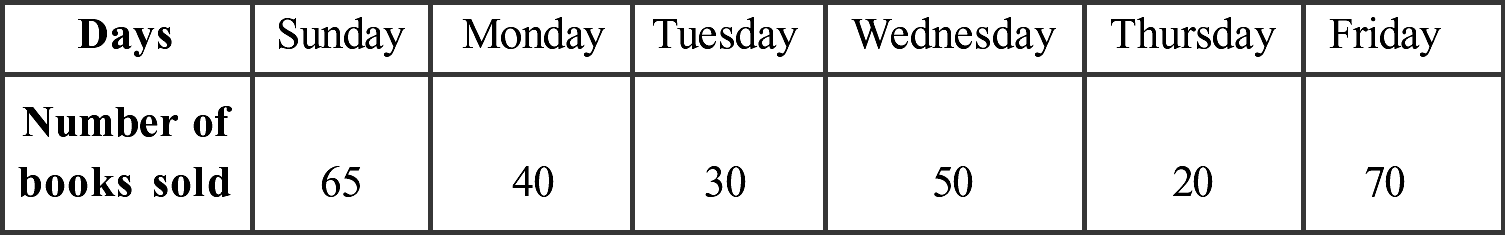 Days Sunday Monday Tuesday Wednesday Thursday Friday
Number of
books sold 65 40 30 50 20 70